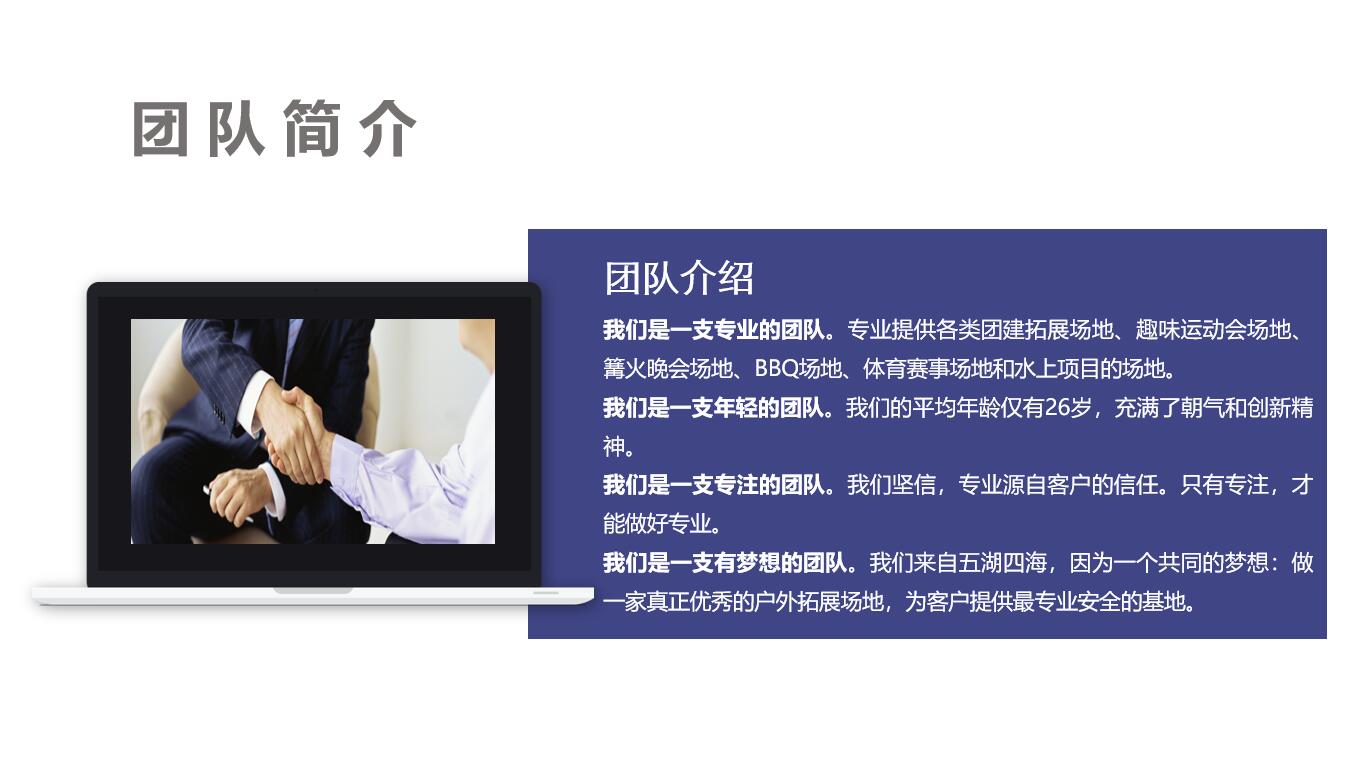 团队简介
团队介绍
我们是一支专业的团队。专业提供各类团建拓展场地、趣味运动会场地、
篝火晚会场地、BBQ场地、体育赛事场地和水上项目的场地。
我们是一支年轻的团队。我们的平均年龄仅有26岁，充满了朝气和创新精
神。
我们是一支专注的团队。我们坚信，专业源自客户的信任。只有专注，才
能做好专业。
我们是一支有梦想的团队。我们来自五湖四海，因为一个共同的梦想：做
一家真正优秀的户外拓展场地，为客户提供最专业安全的基地。